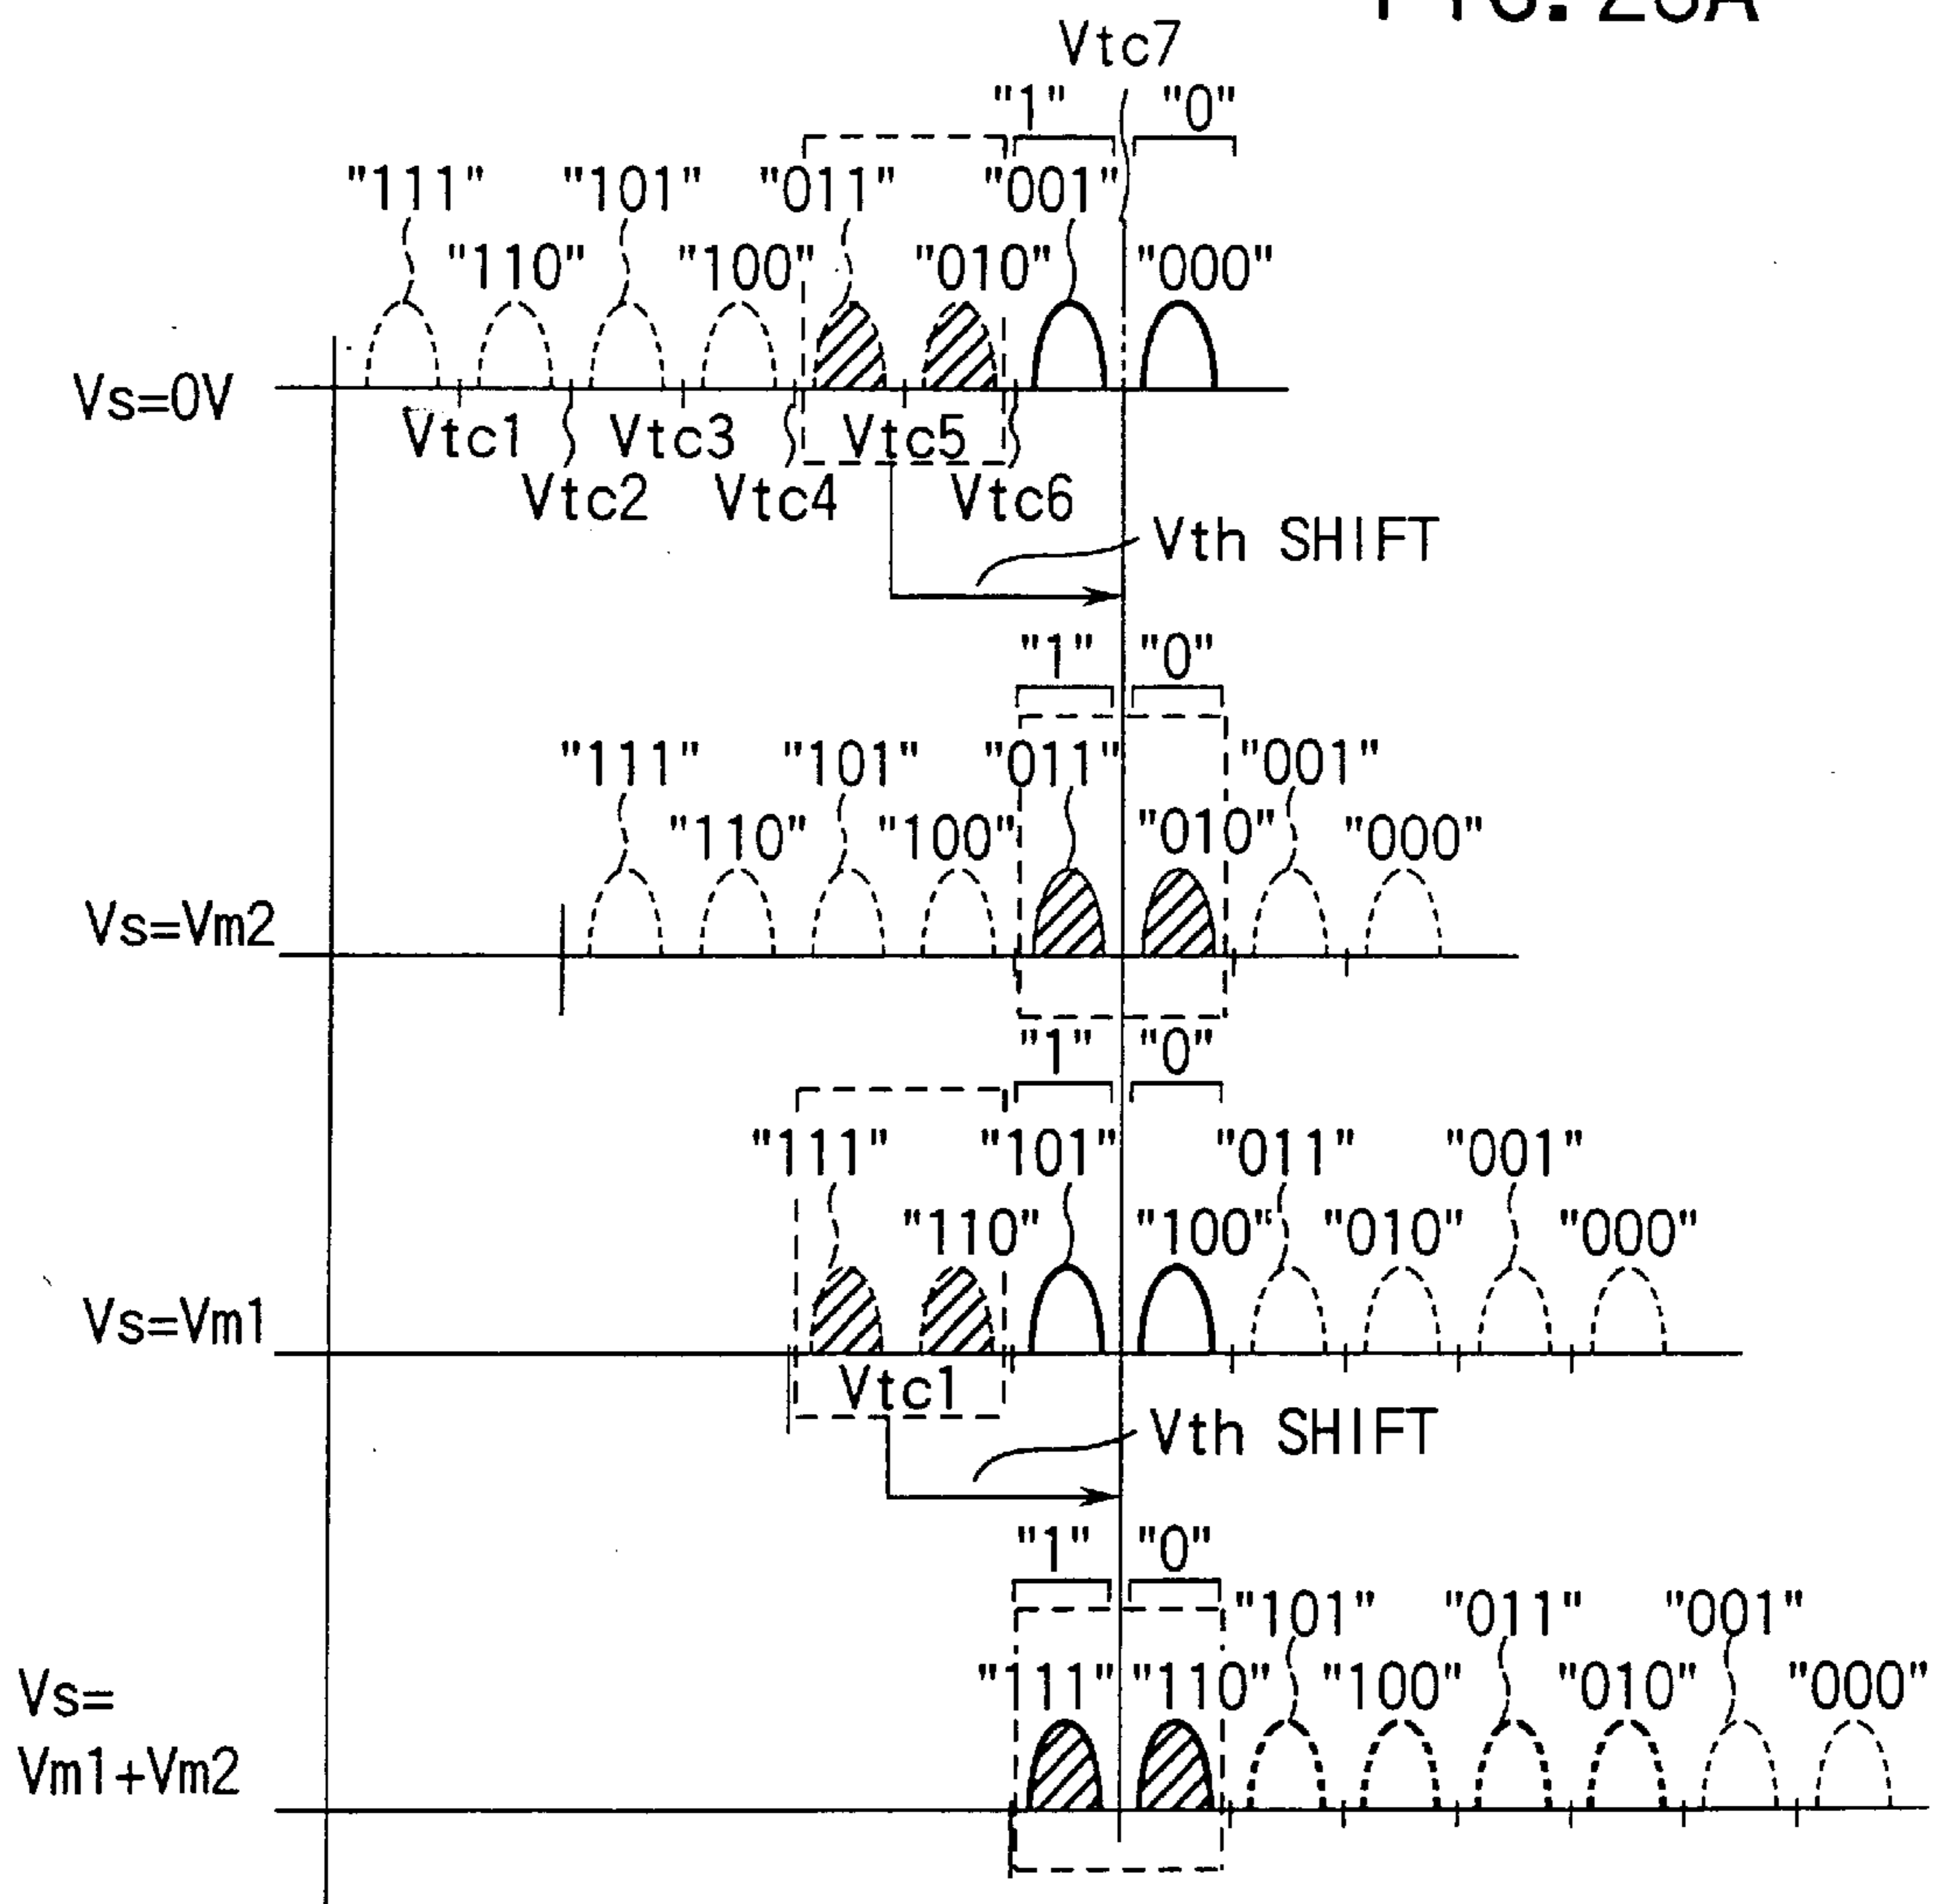 Vtc7
"1" "0"
"111" "101" "011" "001"
"110" "100" "010" "000"
Vs=0V
Vtc1 Vtc3 Vtc5
Vtc2 Vtc4 Vtc6
Vth SHIFT
"1" "0"
"111" "101" "011" "001"
"110" "100" "010" "000"
Vs=Vm2
"1" "0"
"111" "101" "011" "001"
"110" "100" "010" "000"
Vs=Vm1
Vtc1
Vth SHIFT
"1" "0"
"101" "011" "001"
"111" "110" "100" "010" "000"
Vs=
Vm1+Vm2